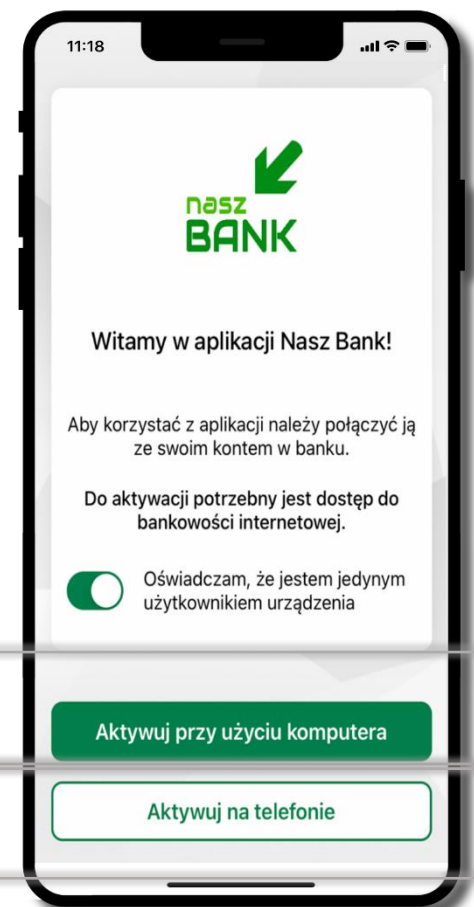 11:18
nasz
BANK
Witamy w aplikacji Nasz Bank!
Aby korzystać z aplikacji należy połączyć ją
ze swoim kontem w banku.
Do aktywacji potrzebny jest dostęp do
bankowości internetowej.
Oświadczam, że jestem jedynym
użytkownikiem urządzenia
Aktywuj przy użyciu komputera
Aktywuj na telefonie